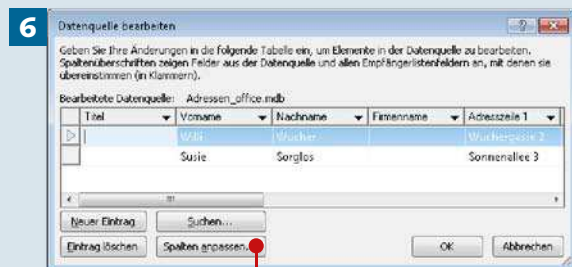 6
Datenquelle bearbeiten
Geben Sie Ihre Änderungen in die folgende Tabelle ein, um Elemente in der Datenquelle zu bearbeiten.
Spaltenüberschriften zeigen Felder aus der Datenquelle und allen Empfängerlistenfeldern an, mit denen sie
übereinstimmen (in Klammern).
Bearbeitete Datenquelle: Adressen_office.mdb
Titel Vorname Nachname Firmenname Adresszeile 1
Willi Wucher Wuchergasse 2
Susie Sorglos Sonnenallee 3
Neuer Eintrag Suchen...
Eintrag löschen Spalten anpassen... OK Abbrechen